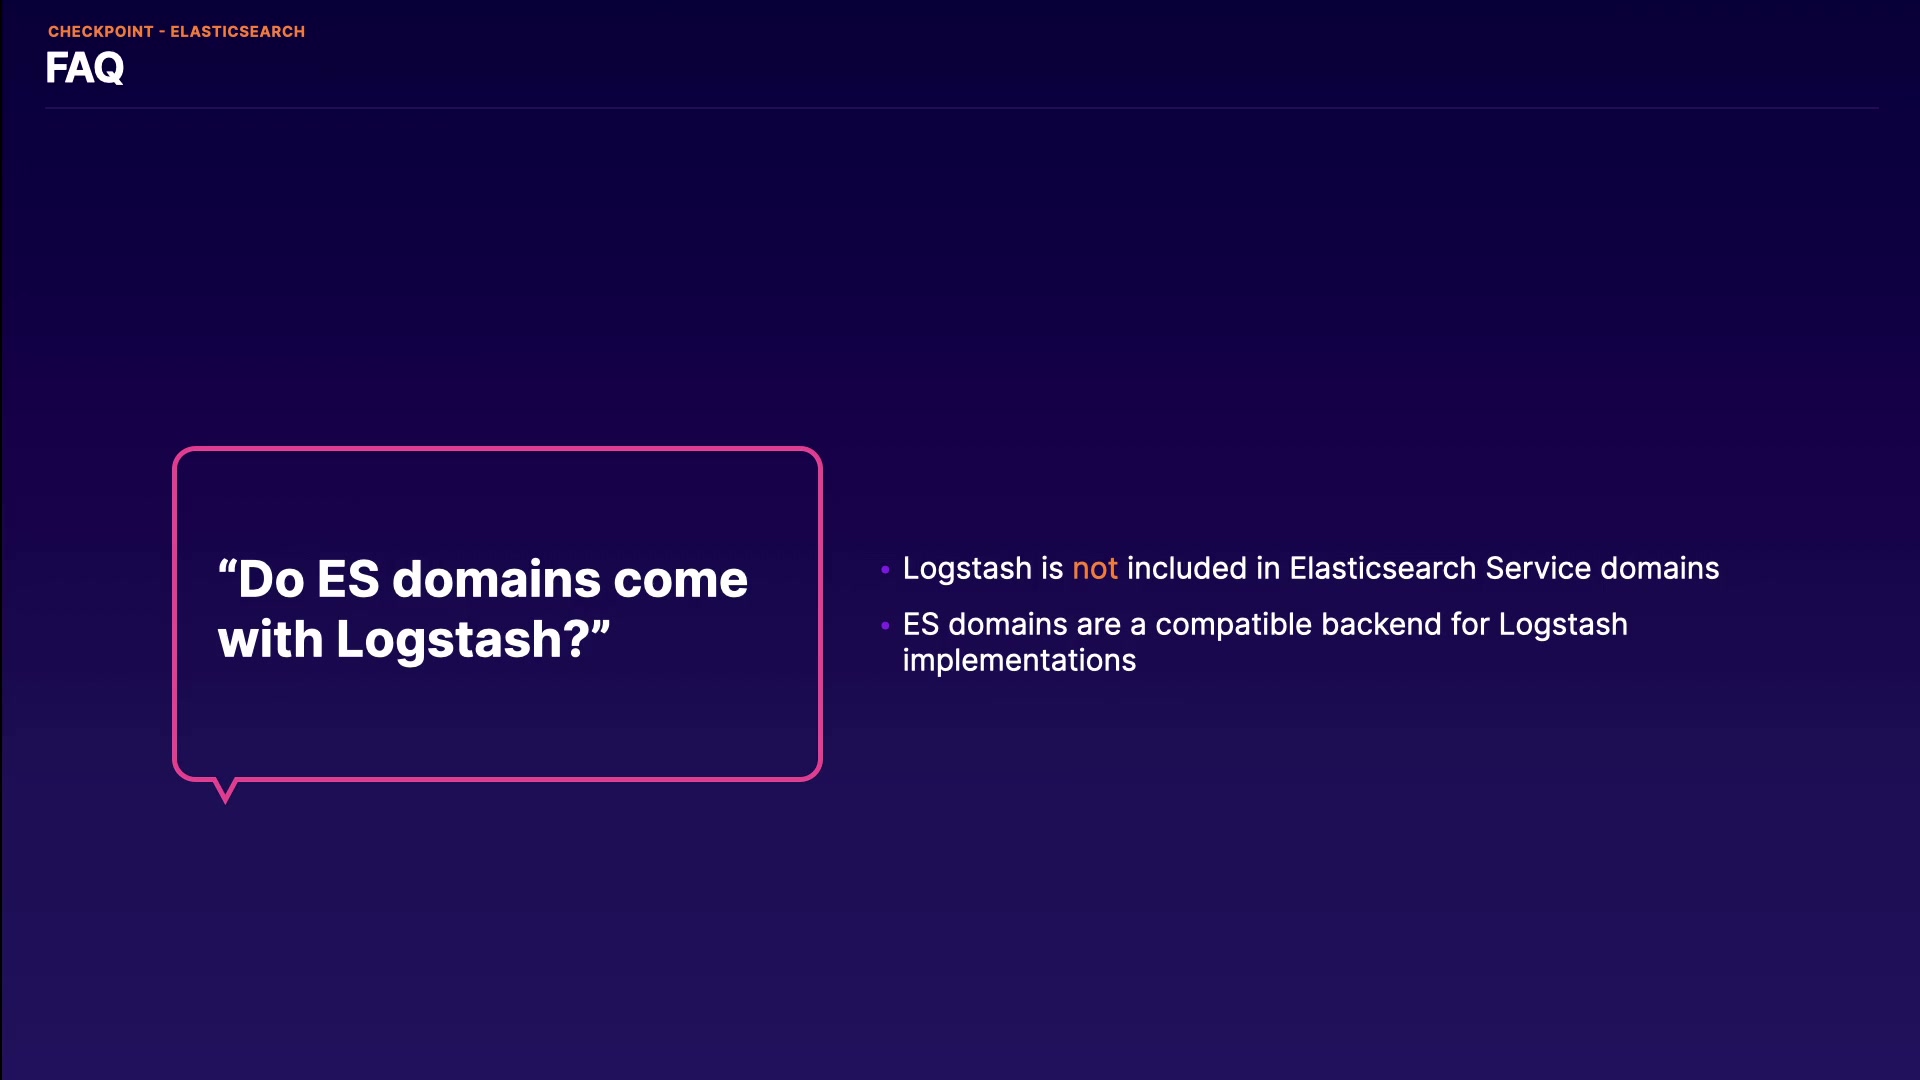 CHECKPOINT - ELASTICSEARCH
FAQ
“Do ES domains come
with Logstash?”
• Logstash is not included in Elasticsearch Service domains
• ES domains are a compatible backend for Logstash
implementations